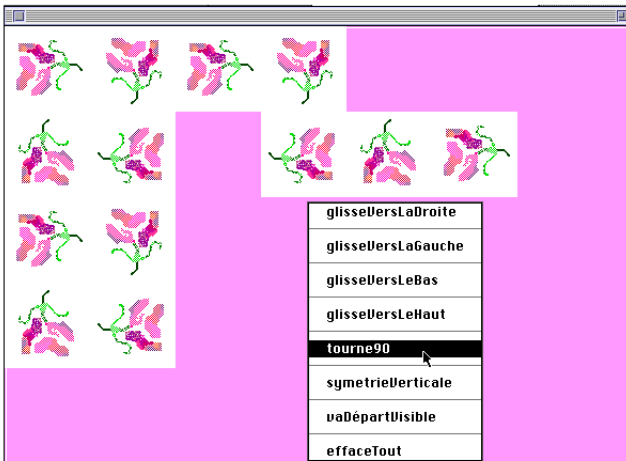 glisseVersLaDroite
glisseVersLaGauche
glisseVersLeBas
glisseVersLeHaut
tourne90
symetrieVerticale
vaDépartVisible
effaceTout